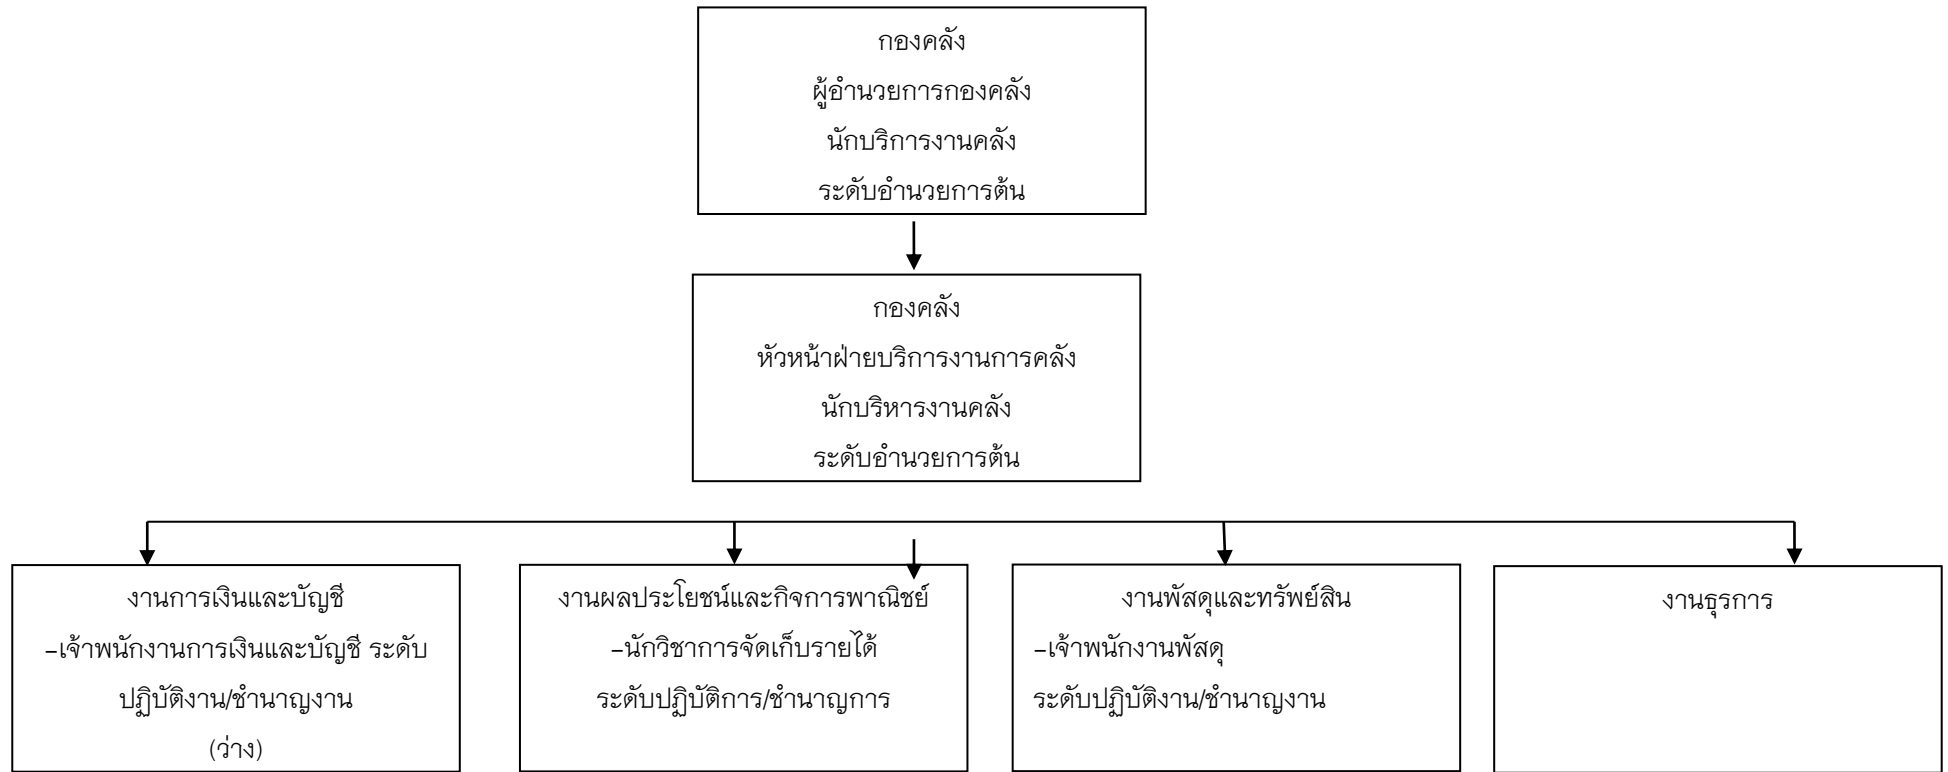 กองคลัง
ผู้อำนวยการกองคลัง
นักบริการงานคลัง
ระดับอำนวยการต้น
กองคลัง
หัวหน้าฝ่ายบริการงานการคลัง
นักบริหารงานคลัง
ระดับอำนวยการต้น
งานการเงินและบัญชี
-เจ้าพนักงานการเงินและบัญชี ระดับ
ปฏิบัติงาน/ชำนาญงาน
(ว่าง)
งานผลประโยชน์และกิจการพาณิชย์
-นักวิชาการจัดเก็บรายได้
ระดับปฏิบัติการ/ชำนาญการ
งานพัสดุและทรัพย์สิน
-เจ้าพนักงานพัสดุ
ระดับปฏิบัติงาน/ชำนาญงาน
งานธุรการ